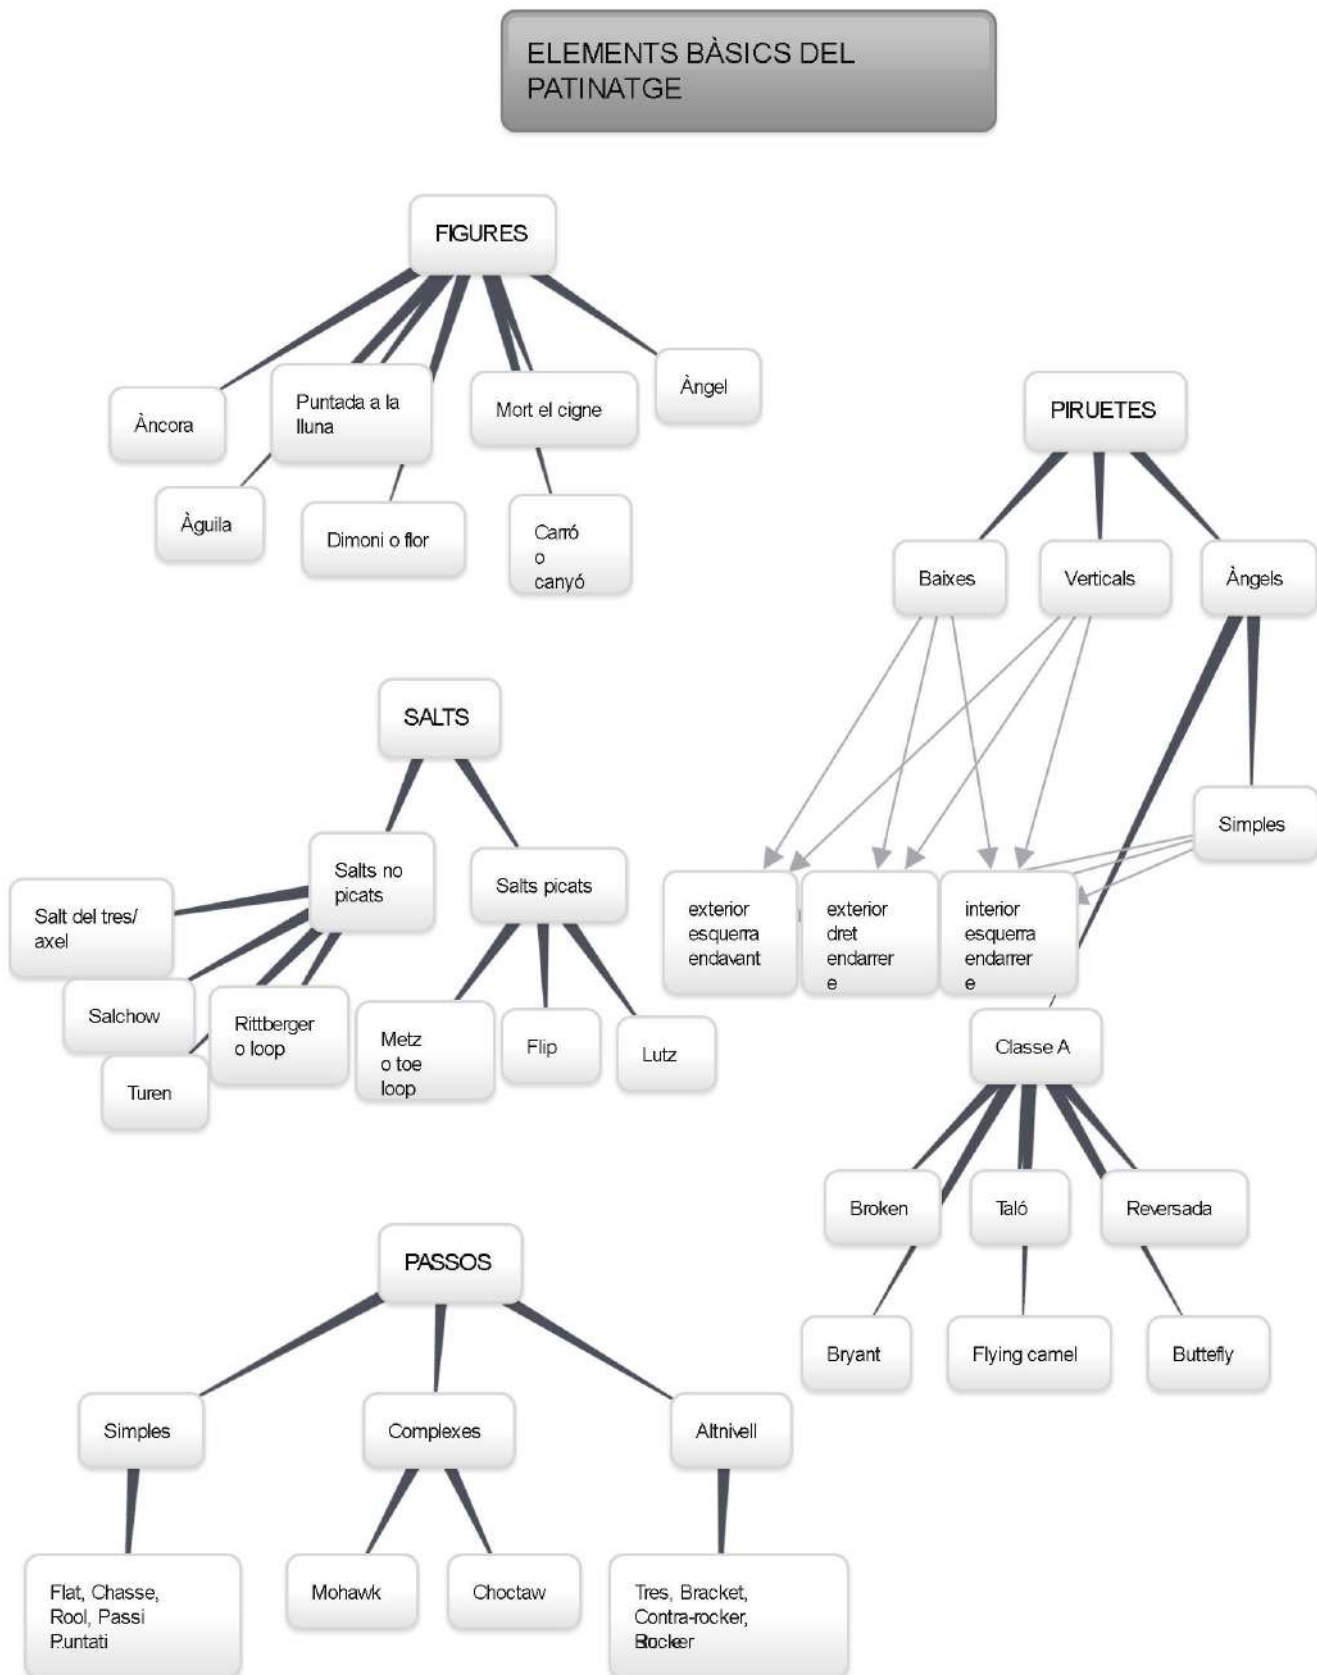 ELEMENTS BÀSICS DEL
PATINATGE
FIGURES
Àncora
Puntada a la
lluna
Mort el cigne
Àngel
Àguila
Dimoni o flor
Carró
o
canyó
PIRUETES
Baixes
Verticals
Àngels
Simples
exterior
esquerra
endavant
exterior
dret
endarrer
e
interior
esquerra
endarrer
e
Classe A
Broken
Taló
Reversada
Bryant
Flying camel
Buttefly
SALTS
Salts no
picats
Salts picats
Salt del tres/
axel
Salchow
Turen
Rittberger
o loop
Metz
o toe
loop
Flip
Lutz
PASSOS
Simples
Complexes
Altnivell
Flat, Chasse,
Rool, Passi
Puntati
Mohawk
Choctaw
Tres, Bracket,
Contra-rocker,